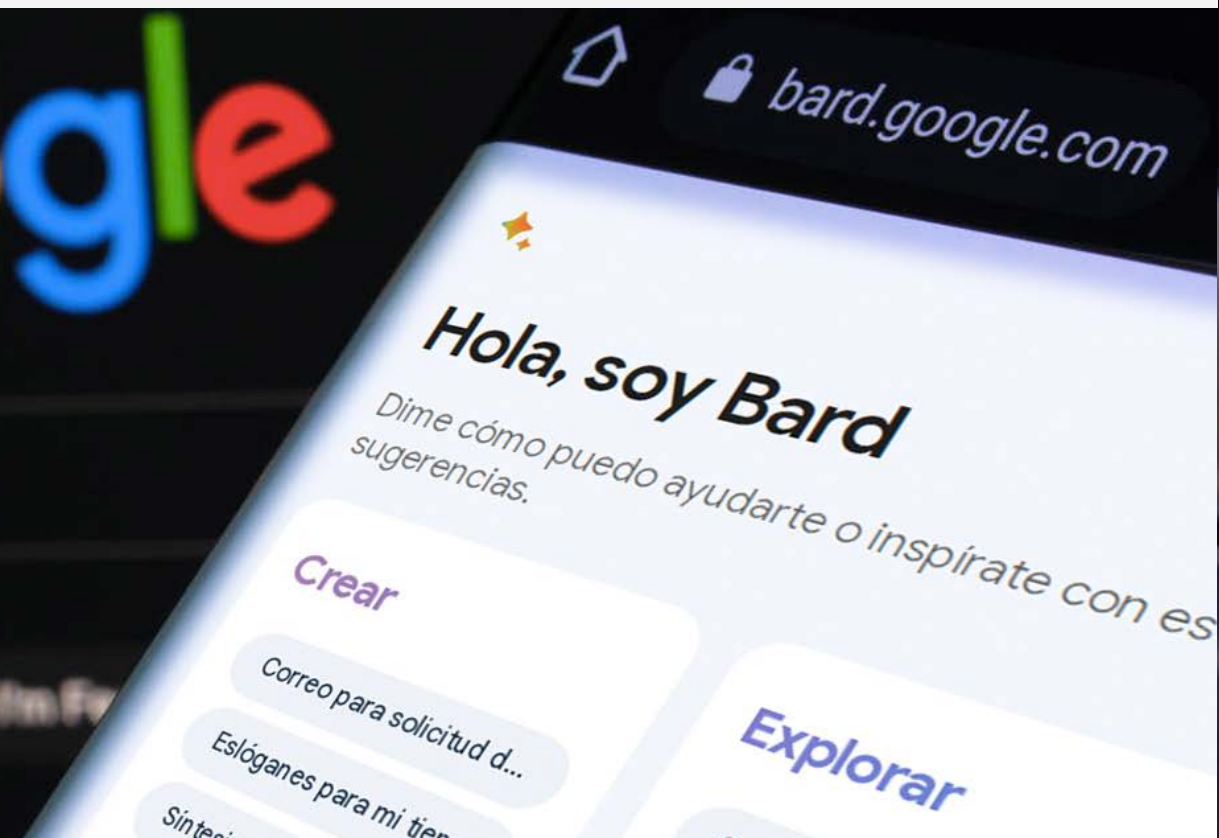 gle
bard.google.com
Hola, soy Bard
Dime cómo puedo ayudarte o inspírate con es
sugerencias.
Crear
Correo para solicitud d...
Eslóganes para mi tien
Explorar